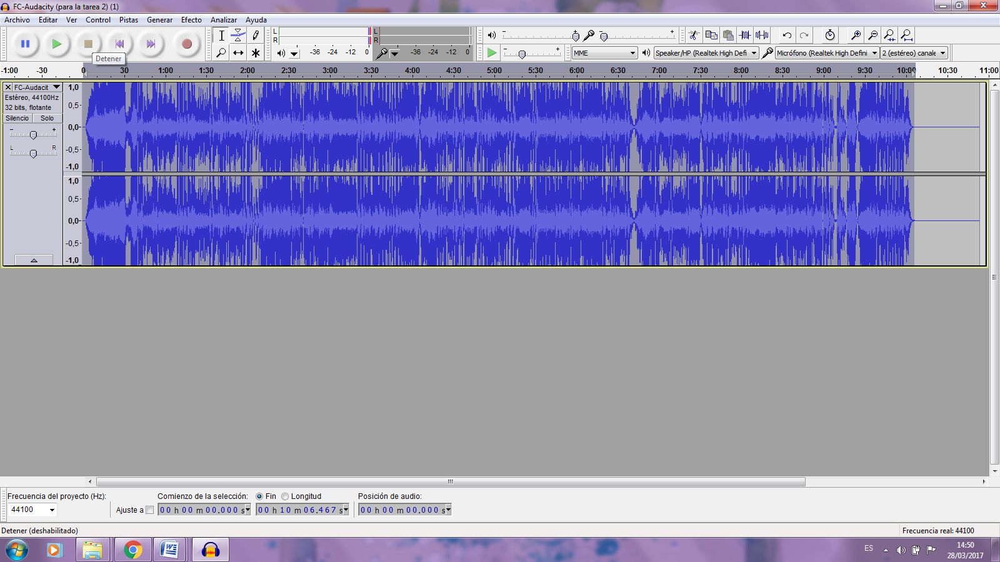 FC-Audacity (para la tarea 2) (1)
Archivo Editar Ver Control Pistas Generar Efecto Analizar Ayuda
L
R
-36 -24 -12 0
L
R
-36 -24 -12 0
- +
- +
- +
MME
Speaker/HP (Realtek High Defi
Micrófono (Realtek High Defini
2 (estéreo) canale
Detener
-1:00 -30 0 30 1:00 1:30 2:00 2:30 3:00 3:30 4:00 4:30 5:00 5:30 6:00 6:30 7:00 7:30 8:00 8:30 9:00 9:30 10:00 10:30 11:00
FC-Audacit
Estéreo, 44100Hz
32 bits, flotante
Silencio Solo
- +
L R
1,0
0,5-
0,0-
-0,5-
-1,0
1,0
0,5-
0,0-
-0,5-
-1,0
Frecuencia del proyecto (Hz):
44100
Ajuste a
Comienzo de la selección:
Fin
Longitud
Posición de audio:
00 h 00 m 00.000 s
00 h 10 m 06.467 s
00 h 00 m 00.000 s
Detener (deshabilitado)
Frecuencia real: 44100
ES
14:50
28/03/2017